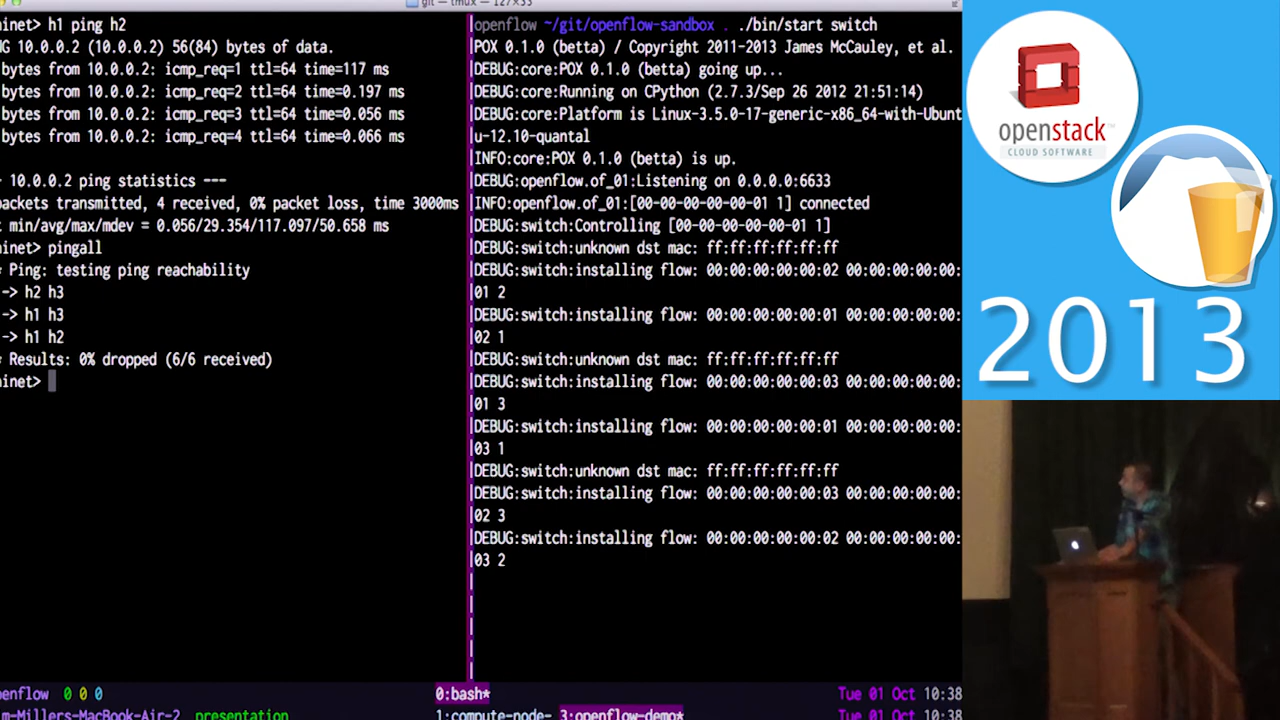 git — tmux — 127×33
inet> h1 ping h2
G 10.0.0.2 (10.0.0.2) 56(84) bytes of data.
bytes from 10.0.0.2: icmp_req=1 ttl=64 time=117 ms
bytes from 10.0.0.2: icmp_req=2 ttl=64 time=0.197 ms
bytes from 10.0.0.2: icmp_req=3 ttl=64 time=0.056 ms
bytes from 10.0.0.2: icmp_req=4 ttl=64 time=0.066 ms
- 10.0.0.2 ping statistics ---
packets transmitted, 4 received, 0% packet loss, time 3000ms
t min/avg/max/mdev = 0.056/29.354/117.097/50.658 ms
inet> pingall
* Ping: testing ping reachability
-> h2 h3
-> h1 h3
-> h1 h2
* Results: 0% dropped (6/6 received)
inet>
openflow ~/git/openflow-sandbox . ./bin/start switch
POX 0.1.0 (betta) / Copyright 2011-2013 James McCauley, et al.
DEBUG:core:POX 0.1.0 (betta) going up...
DEBUG:core:Running on CPython (2.7.3/Sep 26 2012 21:51:14)
DEBUG:core:Platform is Linux-3.5.0-17-generic-x86_64-with-Ubunt
u-12.10-quantal
INFO:core:POX 0.1.0 (betta) is up.
DEBUG:openflow.of_01:Listening on 0.0.0.0:6633
INFO:openflow.of_01:[00-00-00-00-00-01 1] connected
DEBUG:switch:Controlling [00-00-00-00-00-01 1]
DEBUG:switch:unknown dst mac: ff:ff:ff:ff:ff:ff
DEBUG:switch:installing flow: 00:00:00:00:00:02 00:00:00:00:00:
01 2
DEBUG:switch:installing flow: 00:00:00:00:00:01 00:00:00:00:00:
02 1
DEBUG:switch:unknown dst mac: ff:ff:ff:ff:ff:ff
DEBUG:switch:installing flow: 00:00:00:00:00:03 00:00:00:00:00:
01 3
DEBUG:switch:installing flow: 00:00:00:00:00:01 00:00:00:00:00:
03 1
DEBUG:switch:unknown dst mac: ff:ff:ff:ff:ff:ff
DEBUG:switch:installing flow: 00:00:00:00:00:03 00:00:00:00:00:
02 3
DEBUG:switch:installing flow: 00:00:00:00:00:02 00:00:00:00:00:
03 2
penflow 0 0 0
0:bash*
Tue 01 Oct 10:38
m-Millers-MacBook-Air-2 presentation
1:compute-node- 3:openflow-demo*
Tue 01 Oct 10:38
openstack™
CLOUD SOFTWARE
2013